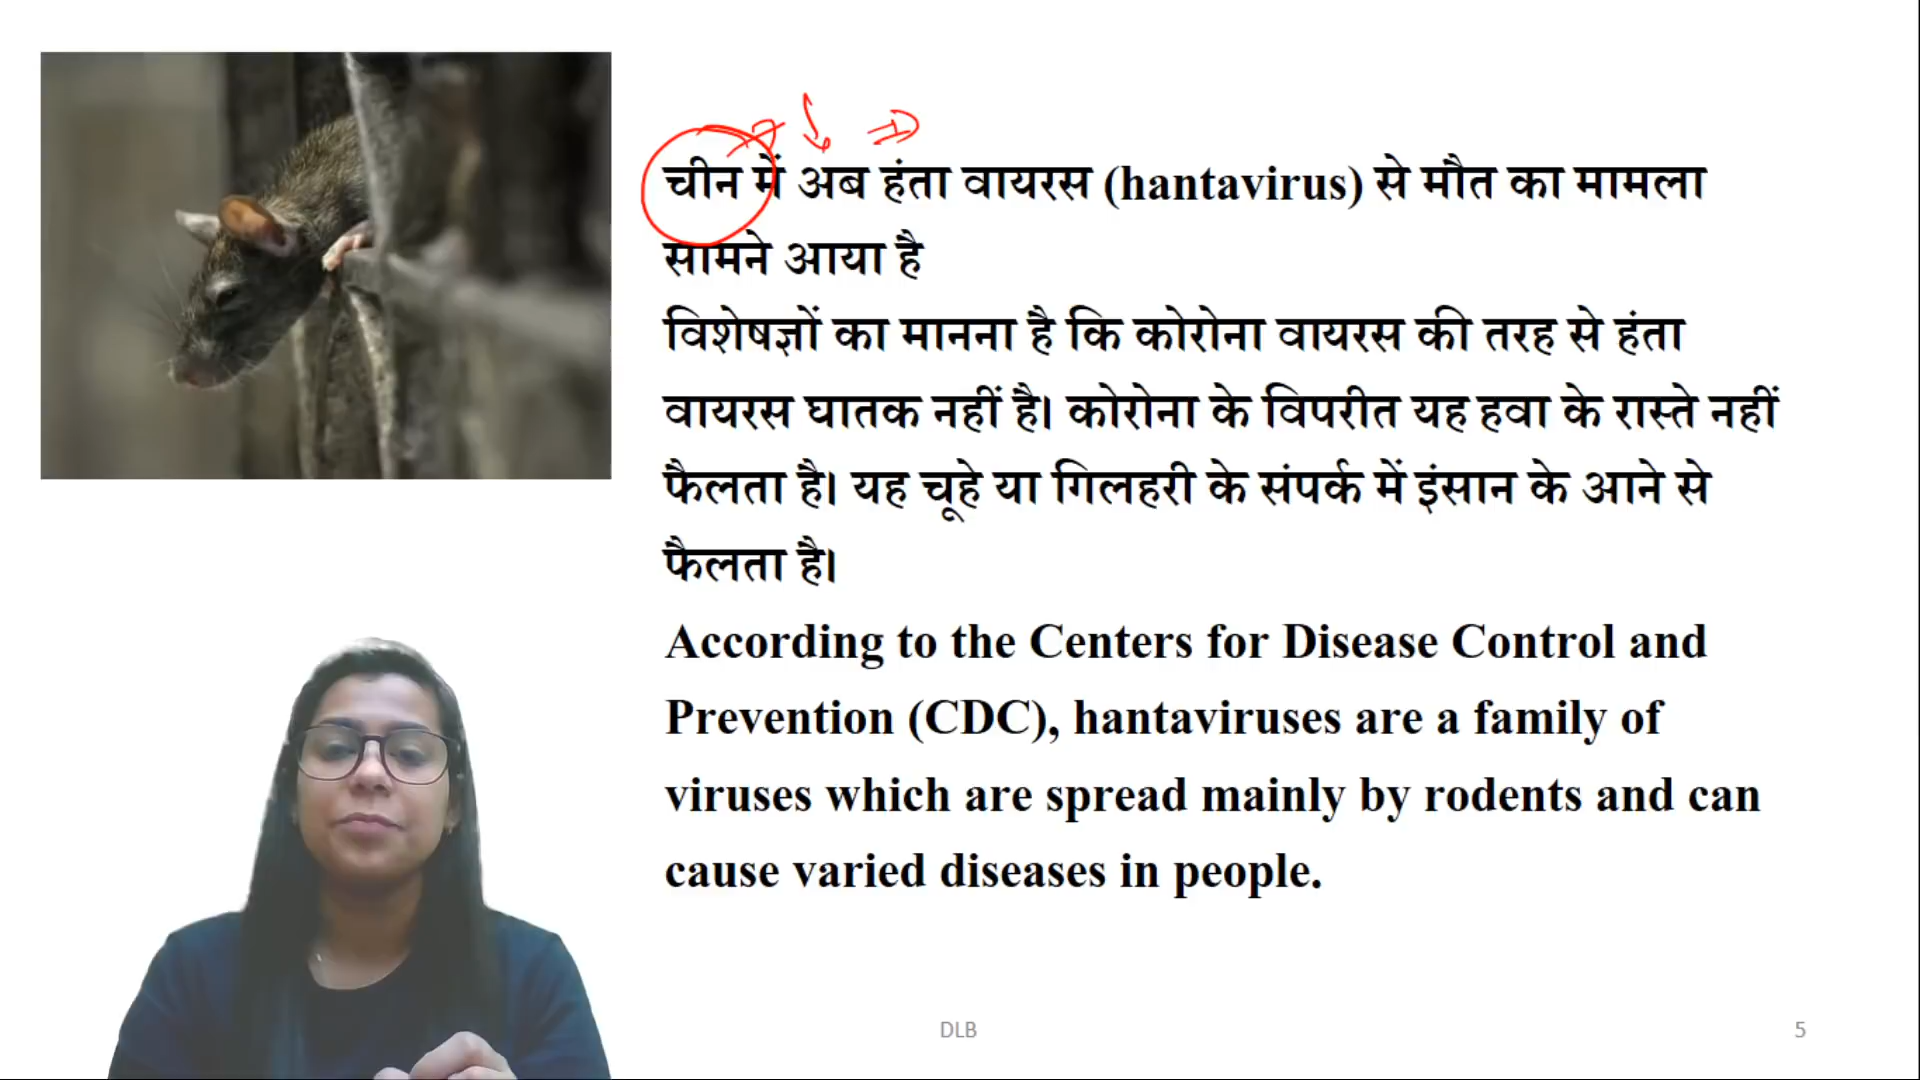 चीन में अब हंता वायरस (hantavirus) से मौत का मामला
सामने आया है
विशेषज्ञों का मानना है कि कोरोना वायरस की तरह से हंता
वायरस घातक नहीं है। कोरोना के विपरीत यह हवा के रास्ते नहीं
फैलता है। यह चूहे या गिलहरी के संपर्क में इंसान के आने से
फैलता है।
According to the Centers for Disease Control and
Prevention (CDC), hantaviruses are a family of
viruses which are spread mainly by rodents and can
cause varied diseases in people.
DLB
5